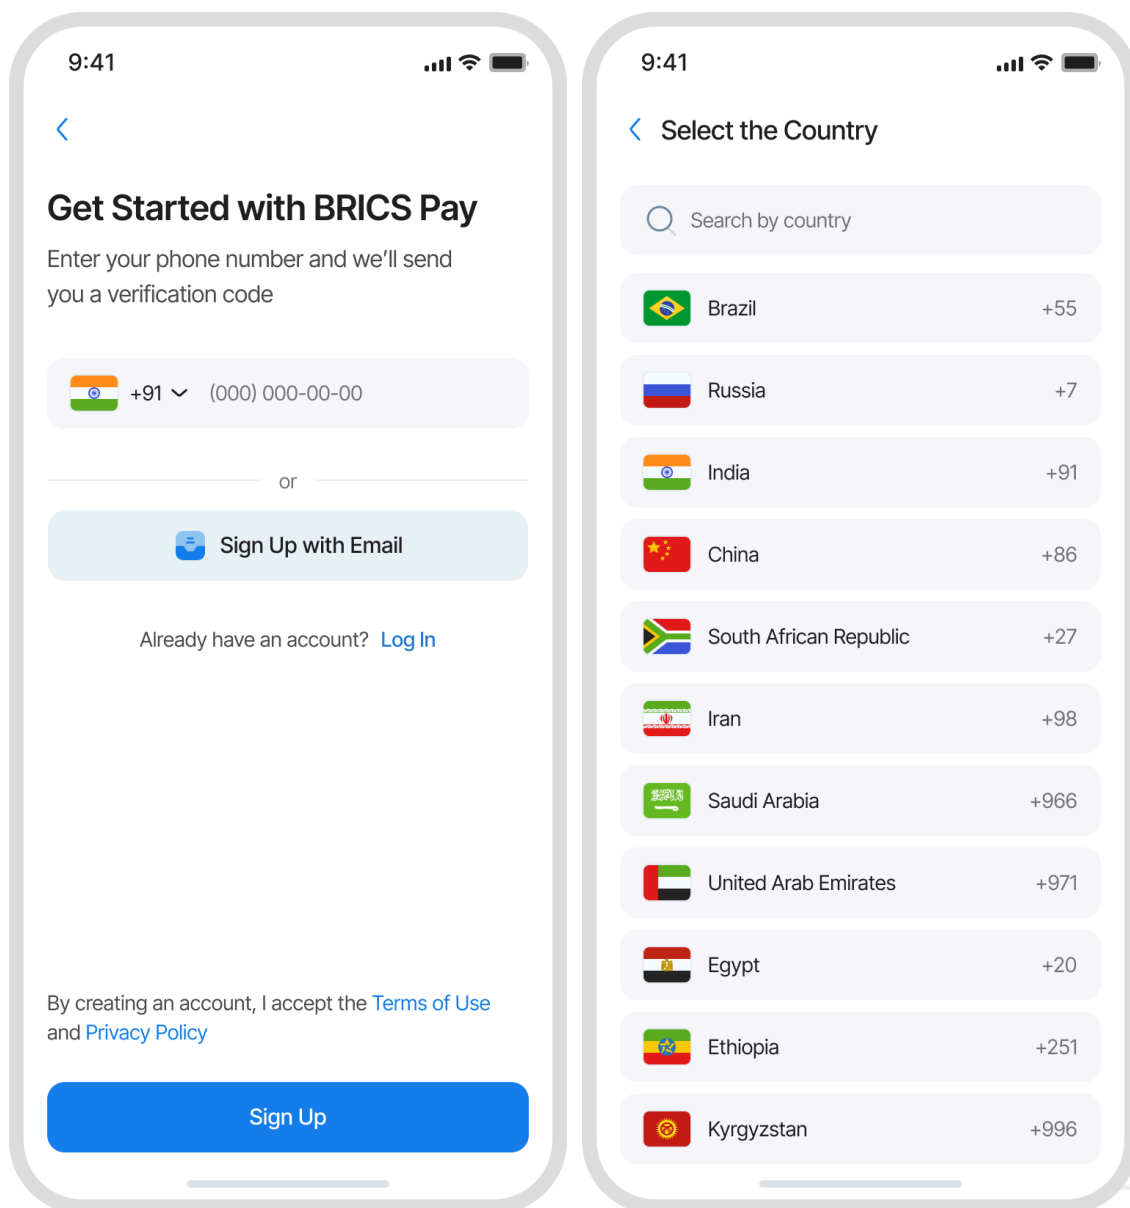 9:41
Get Started with BRICS Pay
Enter your phone number and we’ll send
you a verification code
+91 (000) 000-00-00
or
Sign Up with Email
Already have an account? Log In
By creating an account, I accept the Terms of Use
and Privacy Policy
Sign Up
9:41
Select the Country
Search by country
Brazil +55
Russia +7
India +91
China +86
South African Republic +27
Iran +98
Saudi Arabia +966
United Arab Emirates +971
Egypt +20
Ethiopia +251
Kyrgyzstan +996